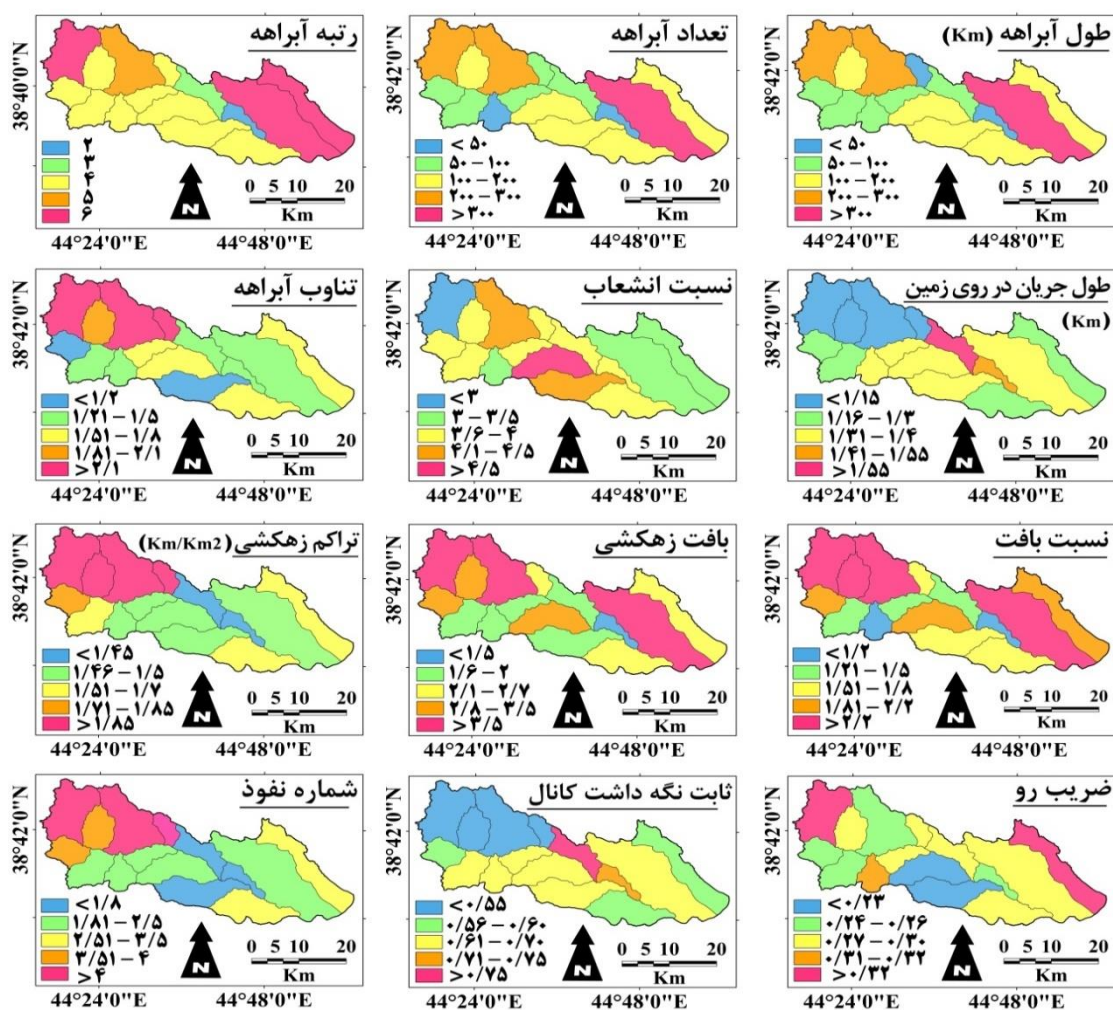 رتبه آبراهه
38°40'0"N
۲
۳
۴
۵
۶
N
0 5 10 20
Km
44°24'0"E 44°48'0"E
تعداد آبراهه
38°42'0"N
< ۵۰
۵۰ – ۱۰۰
۱۰۰ – ۲۰۰
۲۰۰ – ۳۰۰
> ۳۰۰
N
0 5 10 20
Km
44°24'0"E 44°48'0"E
طول آبراهه (Km)
38°42'0"N
< ۵۰
۵۰ – ۱۰۰
۱۰۰ – ۲۰۰
۲۰۰ – ۳۰۰
> ۳۰۰
N
0 5 10 20
Km
44°24'0"E 44°48'0"E
تناوب آبراهه
38°42'0"N
<۱/۲
۱/۲۱ – ۱/۵
۱/۵۱ – ۱/۸
۱/۸۱ – ۲/۱
>۲/۱
N
0 5 10 20
Km
44°24'0"E 44°48'0"E
نسبت انشعاب
38°42'0"N
<۳
۳ – ۳/۵
۳/۶ – ۴
۴/۱ – ۴/۵
>۴/۵
N
0 5 10 20
Km
44°24'0"E 44°48'0"E
طول جریان در روی زمین
(Km)
38°42'0"N
<۱/۱۵
۱/۱۶ – ۱/۳
۱/۳۱ – ۱/۴
۱/۴۱ – ۱/۵۵
>۱/۵۵
N
0 5 10 20
Km
44°24'0"E 44°48'0"E
تراکم زهکشی (Km/Km2)
38°42'0"N
<۱/۴۵
۱/۴۶ – ۱/۵
۱/۵۱ – ۱/۷
۱/۷۱ – ۱/۸۵
>۱/۸۵
N
0 5 10 20
Km
44°24'0"E 44°48'0"E
بافت زهکشی
38°42'0"N
<۱/۵
۱/۶ – ۲
۲/۱ – ۲/۷
۲/۸ – ۳/۵
>۳/۵
N
0 5 10 20
Km
44°24'0"E 44°48'0"E
نسبت بافت
38°42'0"N
<۱/۲
۱/۲۱ – ۱/۵
۱/۵۱ – ۱/۸
۱/۸۱ – ۲/۲
>۲/۲
N
0 5 10 20
Km
44°24'0"E 44°48'0"E
شماره نفوذ
38°42'0"N
<۱/۸
۱/۸۱ – ۲/۵
۲/۵۱ – ۳/۵
۳/۵۱ – ۴
>۴
N
0 5 10 20
Km
44°24'0"E 44°48'0"E
ثابت نگه داشت کانال
38°42'0"N
<۰/۵۵
۰/۵۶ – ۰/۶۰
۰/۶۱ – ۰/۷۰
۰/۷۱ – ۰/۷۵
>۰/۷۵
N
0 5 10 20
Km
44°24'0"E 44°48'0"E
ضریب رو
38°42'0"N
<۰/۲۳
۰/۲۴ – ۰/۲۶
۰/۲۷ – ۰/۳۰
۰/۳۱ – ۰/۳۲
>۰/۳۲
N
0 5 10 20
Km
44°24'0"E 44°48'0"E